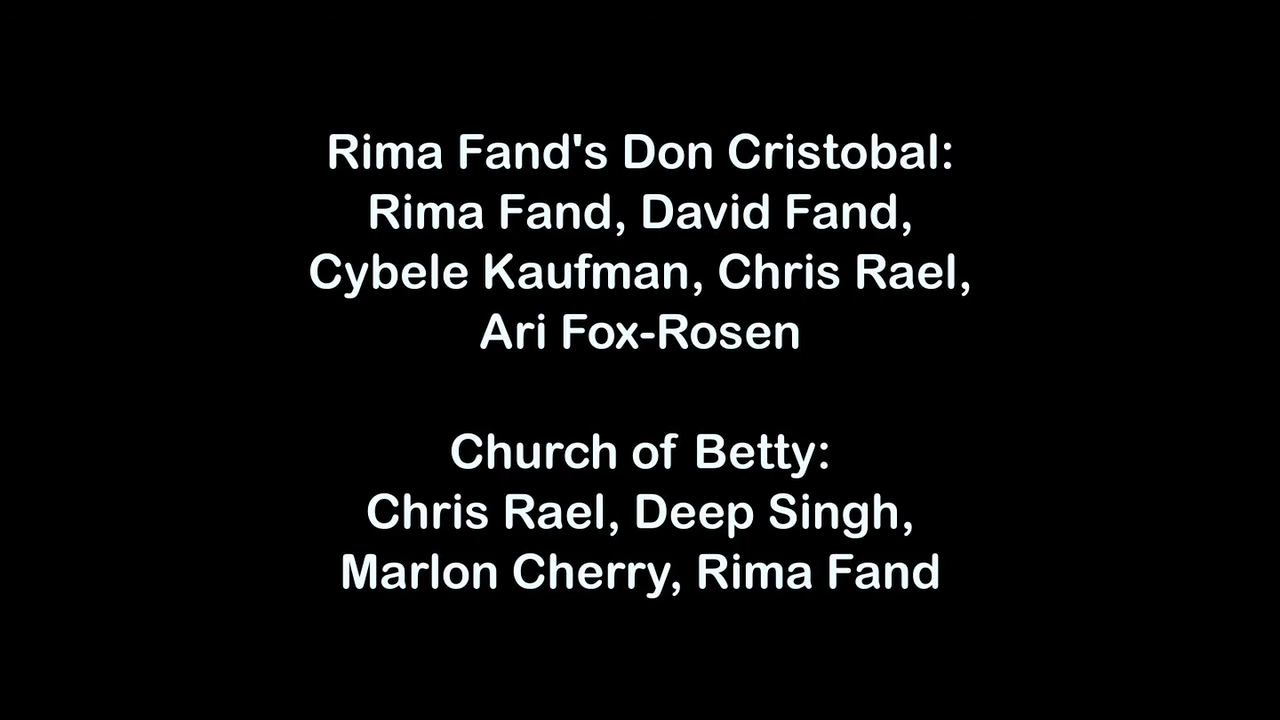 Rima Fand's Don Cristobal:
Rima Fand, David Fand,
Cybele Kaufman, Chris Rael,
Ari Fox-Rosen
Church of Betty:
Chris Rael, Deep Singh,
Marlon Cherry, Rima Fand